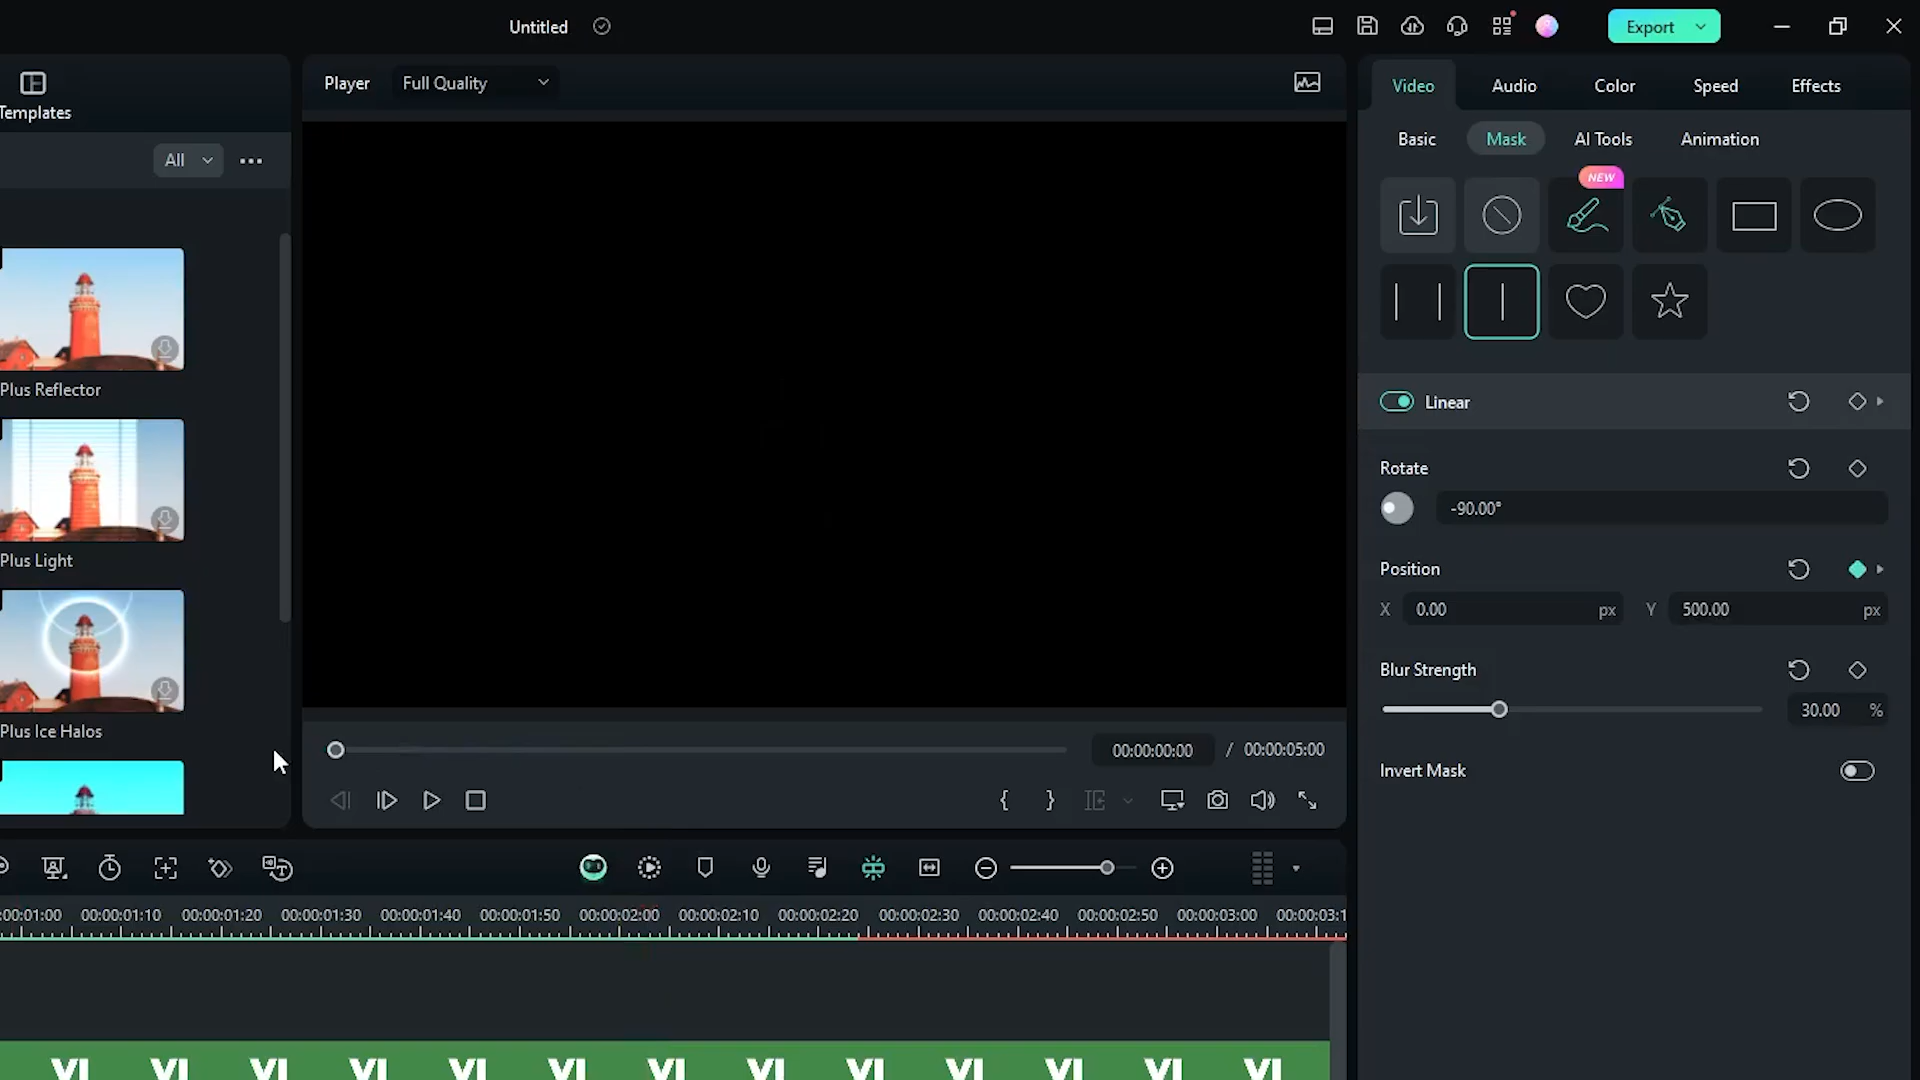 Untitled
Export
Templates
Player
Full Quality
Video
Audio
Color
Speed
Effects
Basic
Mask
AI Tools
Animation
All
NEW
Plus Reflector
Plus Light
Plus Ice Halos
Linear
Rotate
-90.00°
Position
X 0.00 px Y 500.00 px
Blur Strength
30.00 %
Invert Mask
00:00:00:00 / 00:00:05:00
:00:01:00 00:00:01:10 00:00:01:20 00:00:01:30 00:00:01:40 00:00:01:50 00:00:02:00 00:00:02:10 00:00:02:20 00:00:02:30 00:00:02:40 00:00:02:50 00:00:03:00 00:00:03:1